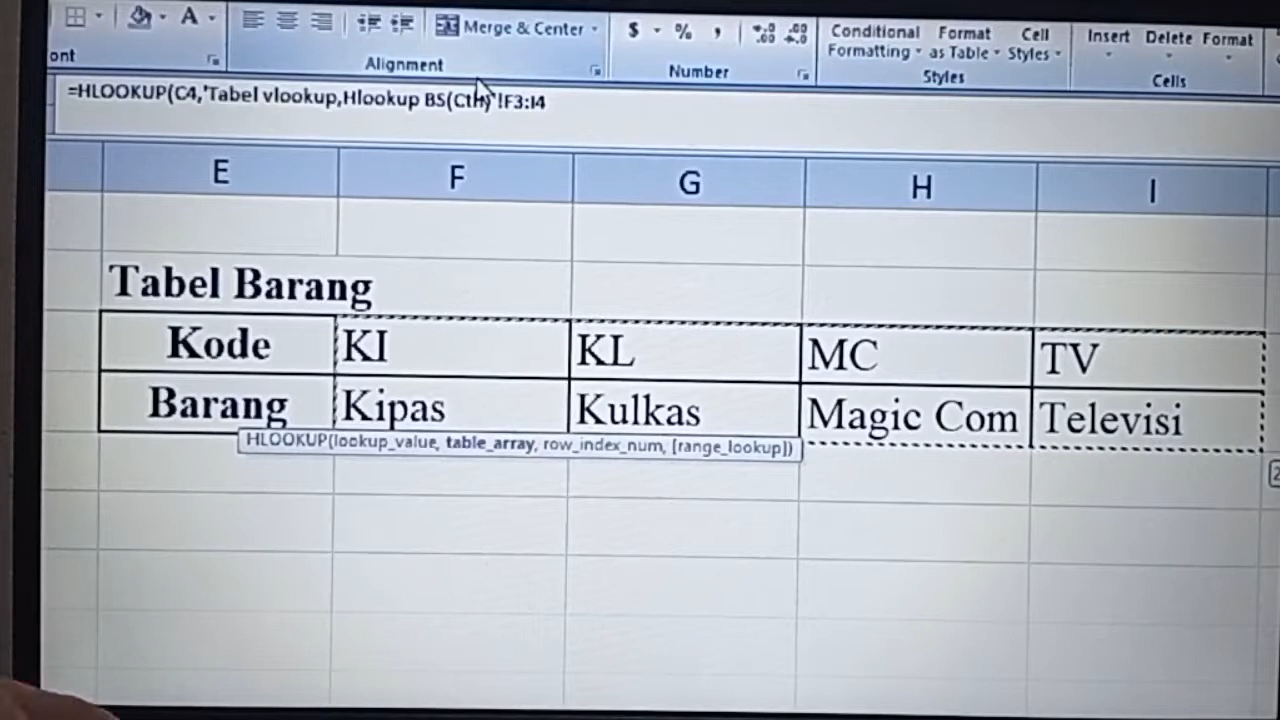 A
Merge & Center
$ % ,
Conditional Formatting
Format as Table
Cell Styles
Insert Delete Format
ont
Alignment
Number
Styles
Cells
=HLOOKUP(C4,'Tabel vlookup,Hlookup BS(Cth)'!F3:I4
E F G H I
Tabel Barang
Kode KI KL MC TV
Barang Kipas Kulkas Magic Com Televisi
HLOOKUP(lookup_value, table_array, row_index_num, [range_lookup])
2